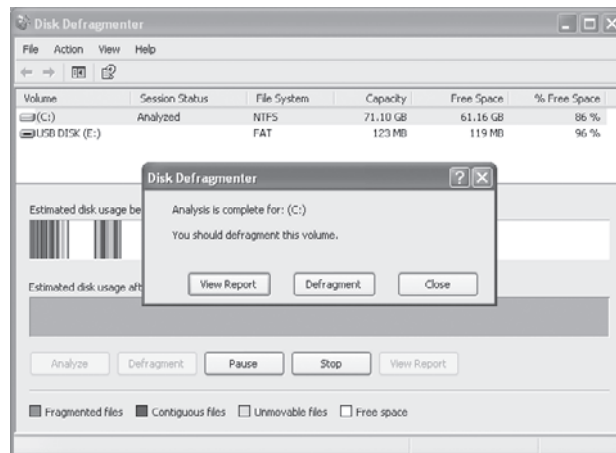 Disk Defragmenter
File Action View Help
Volume Session Status File System Capacity Free Space % Free Space
(C:) Analyzed NTFS 71.10 GB 61.16 GB 86 %
USB DISK (E:) FAT 123 MB 119 MB 96 %
Disk Defragmenter
Analysis is complete for: (C:)
You should defragment this volume.
View Report Defragment Close
Estimated disk usage be
Estimated disk usage aft
Analyze Defragment Pause Stop View Report
Fragmented files Contiguous files Unmovable files Free space